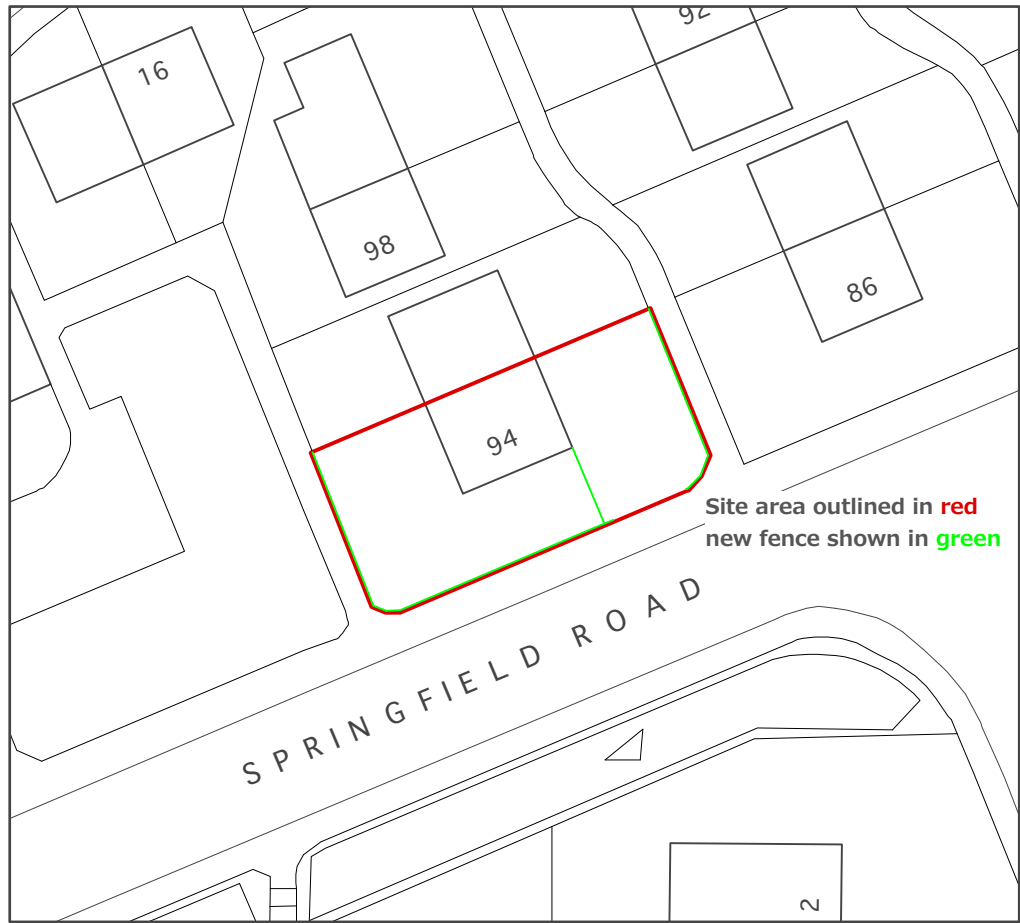 92
16
98
86
94
Site area outlined in red
new fence shown in green
SPRINGFIELD ROAD
2